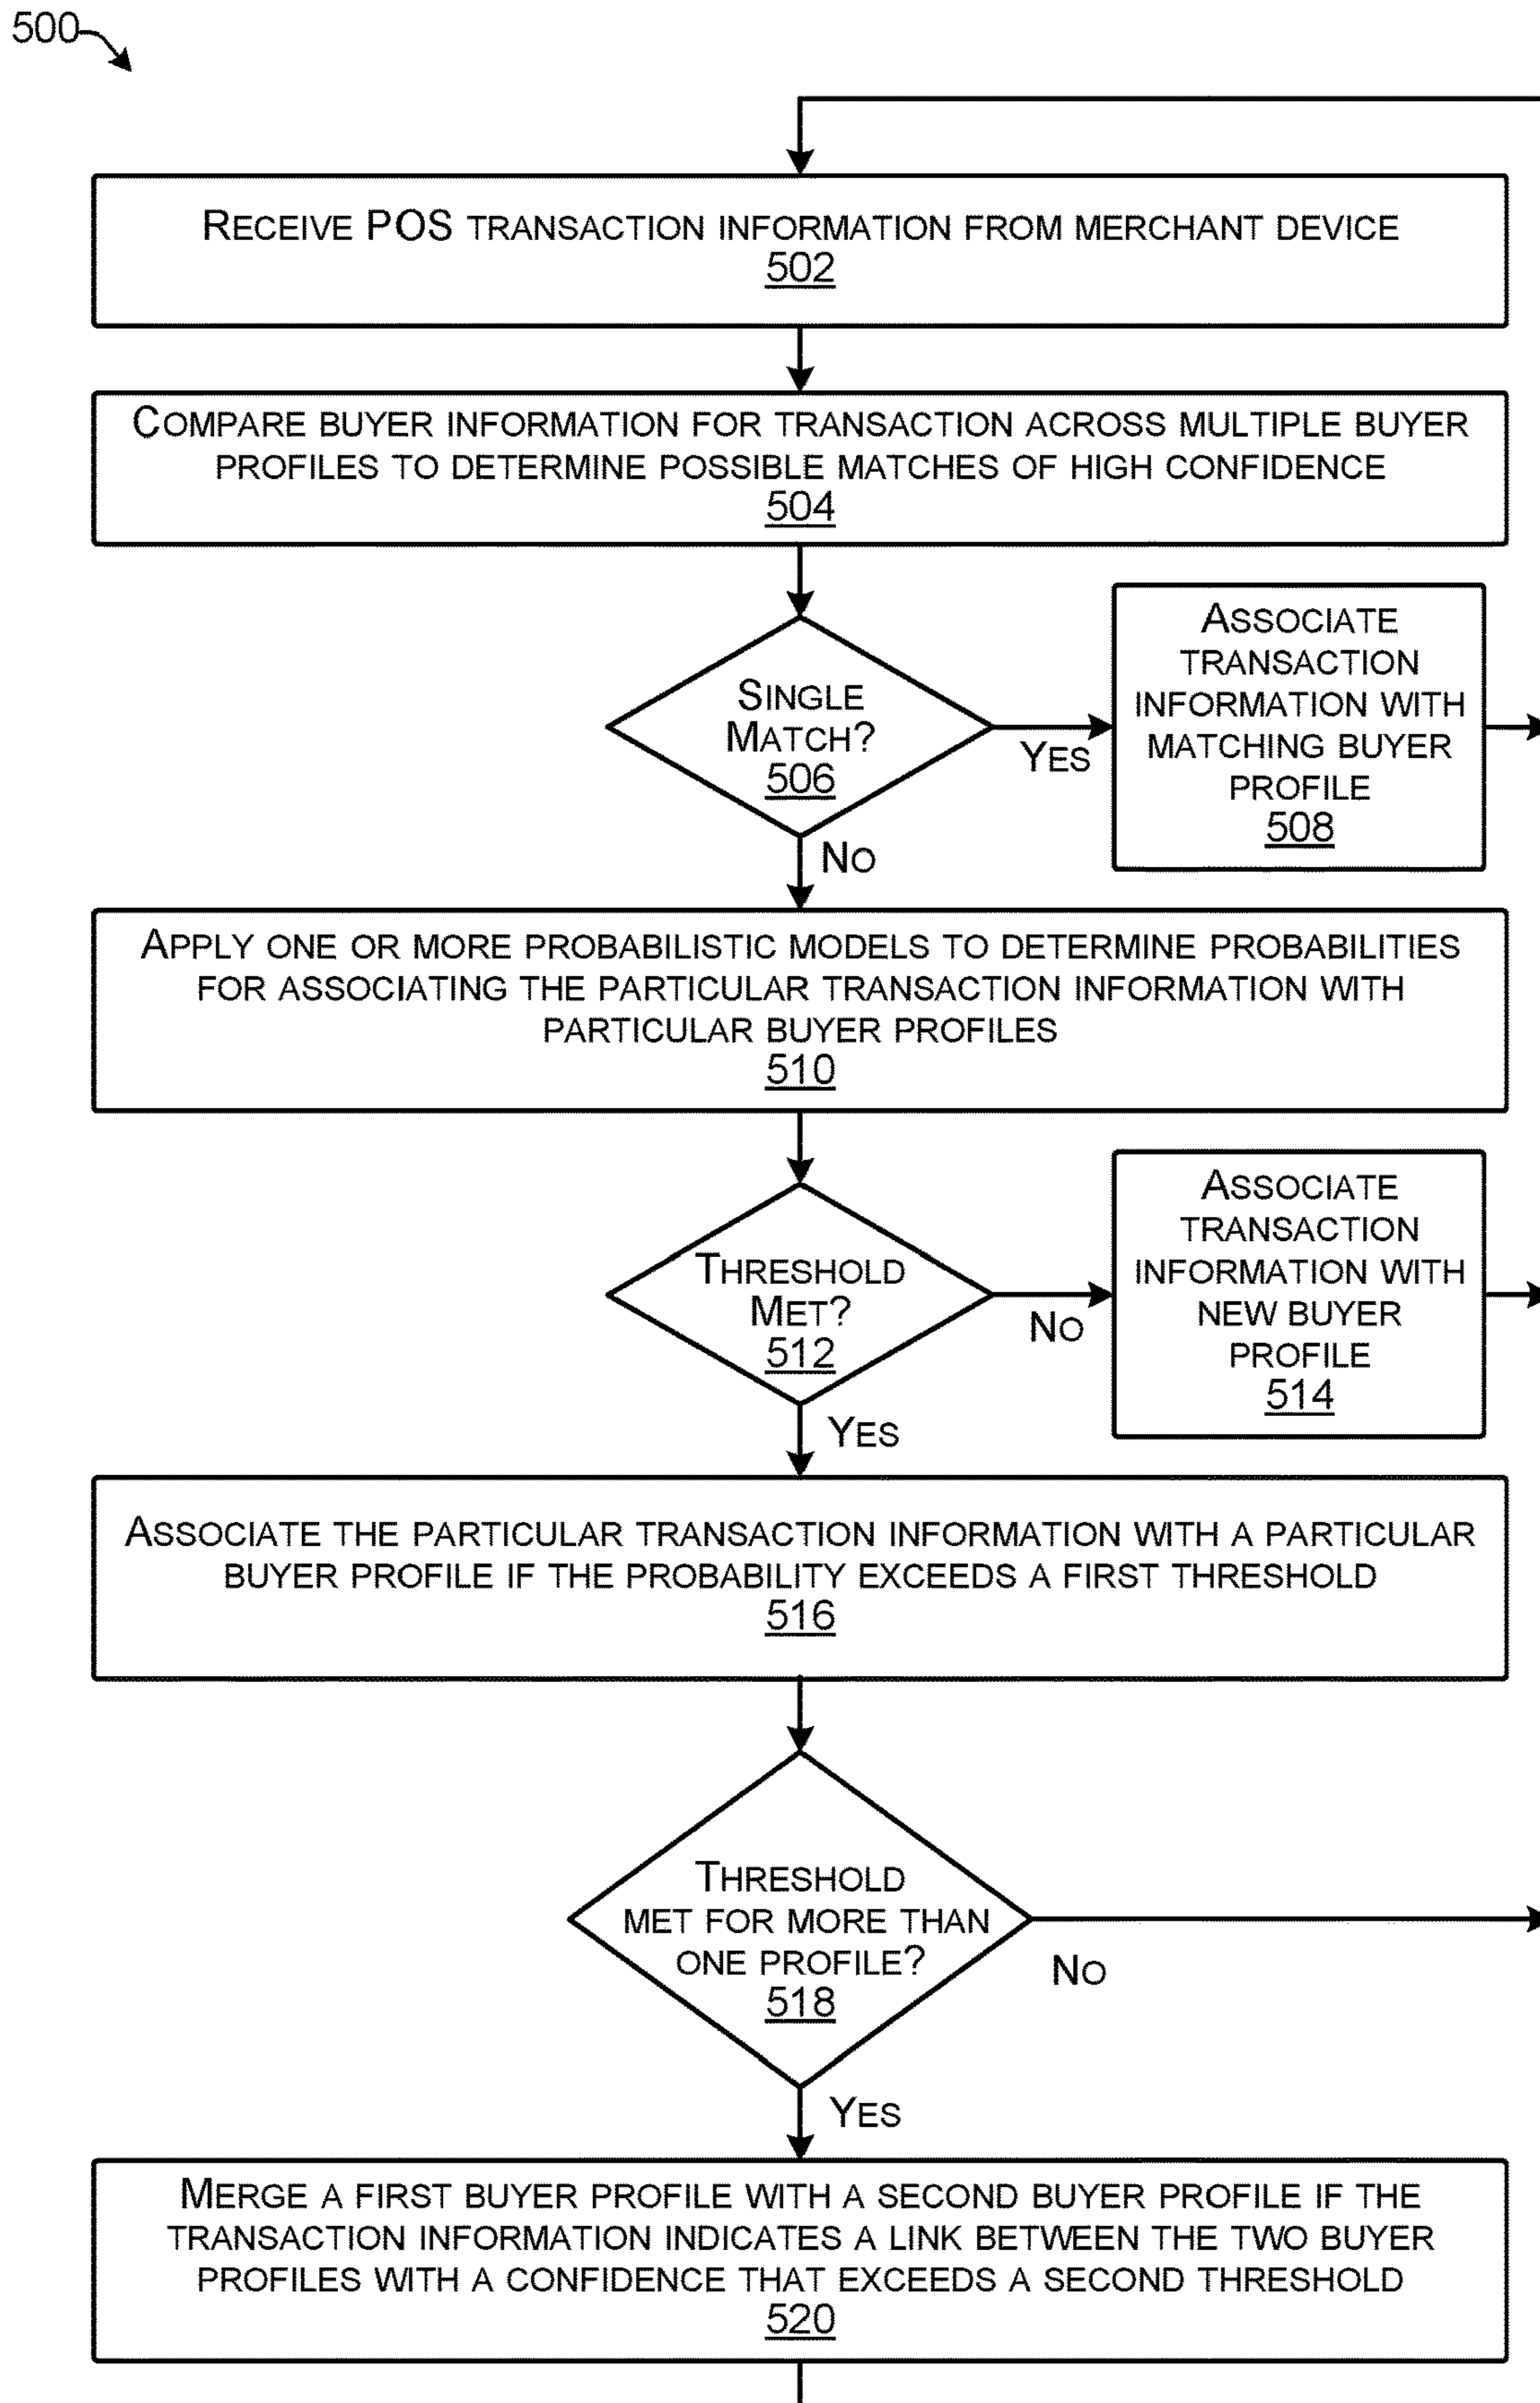 500
RECEIVE POS TRANSACTION INFORMATION FROM MERCHANT DEVICE
502
COMPARE BUYER INFORMATION FOR TRANSACTION ACROSS MULTIPLE BUYER
PROFILES TO DETERMINE POSSIBLE MATCHES OF HIGH CONFIDENCE
504
SINGLE
MATCH?
506
YES
ASSOCIATE
TRANSACTION
INFORMATION WITH
MATCHING BUYER
PROFILE
508
NO
APPLY ONE OR MORE PROBABILISTIC MODELS TO DETERMINE PROBABILITIES
FOR ASSOCIATING THE PARTICULAR TRANSACTION INFORMATION WITH
PARTICULAR BUYER PROFILES
510
THRESHOLD
MET?
512
NO
ASSOCIATE
TRANSACTION
INFORMATION WITH
NEW BUYER
PROFILE
514
YES
ASSOCIATE THE PARTICULAR TRANSACTION INFORMATION WITH A PARTICULAR
BUYER PROFILE IF THE PROBABILITY EXCEEDS A FIRST THRESHOLD
516
THRESHOLD
MET FOR MORE THAN
ONE PROFILE?
518
NO
YES
MERGE A FIRST BUYER PROFILE WITH A SECOND BUYER PROFILE IF THE
TRANSACTION INFORMATION INDICATES A LINK BETWEEN THE TWO BUYER
PROFILES WITH A CONFIDENCE THAT EXCEEDS A SECOND THRESHOLD
520